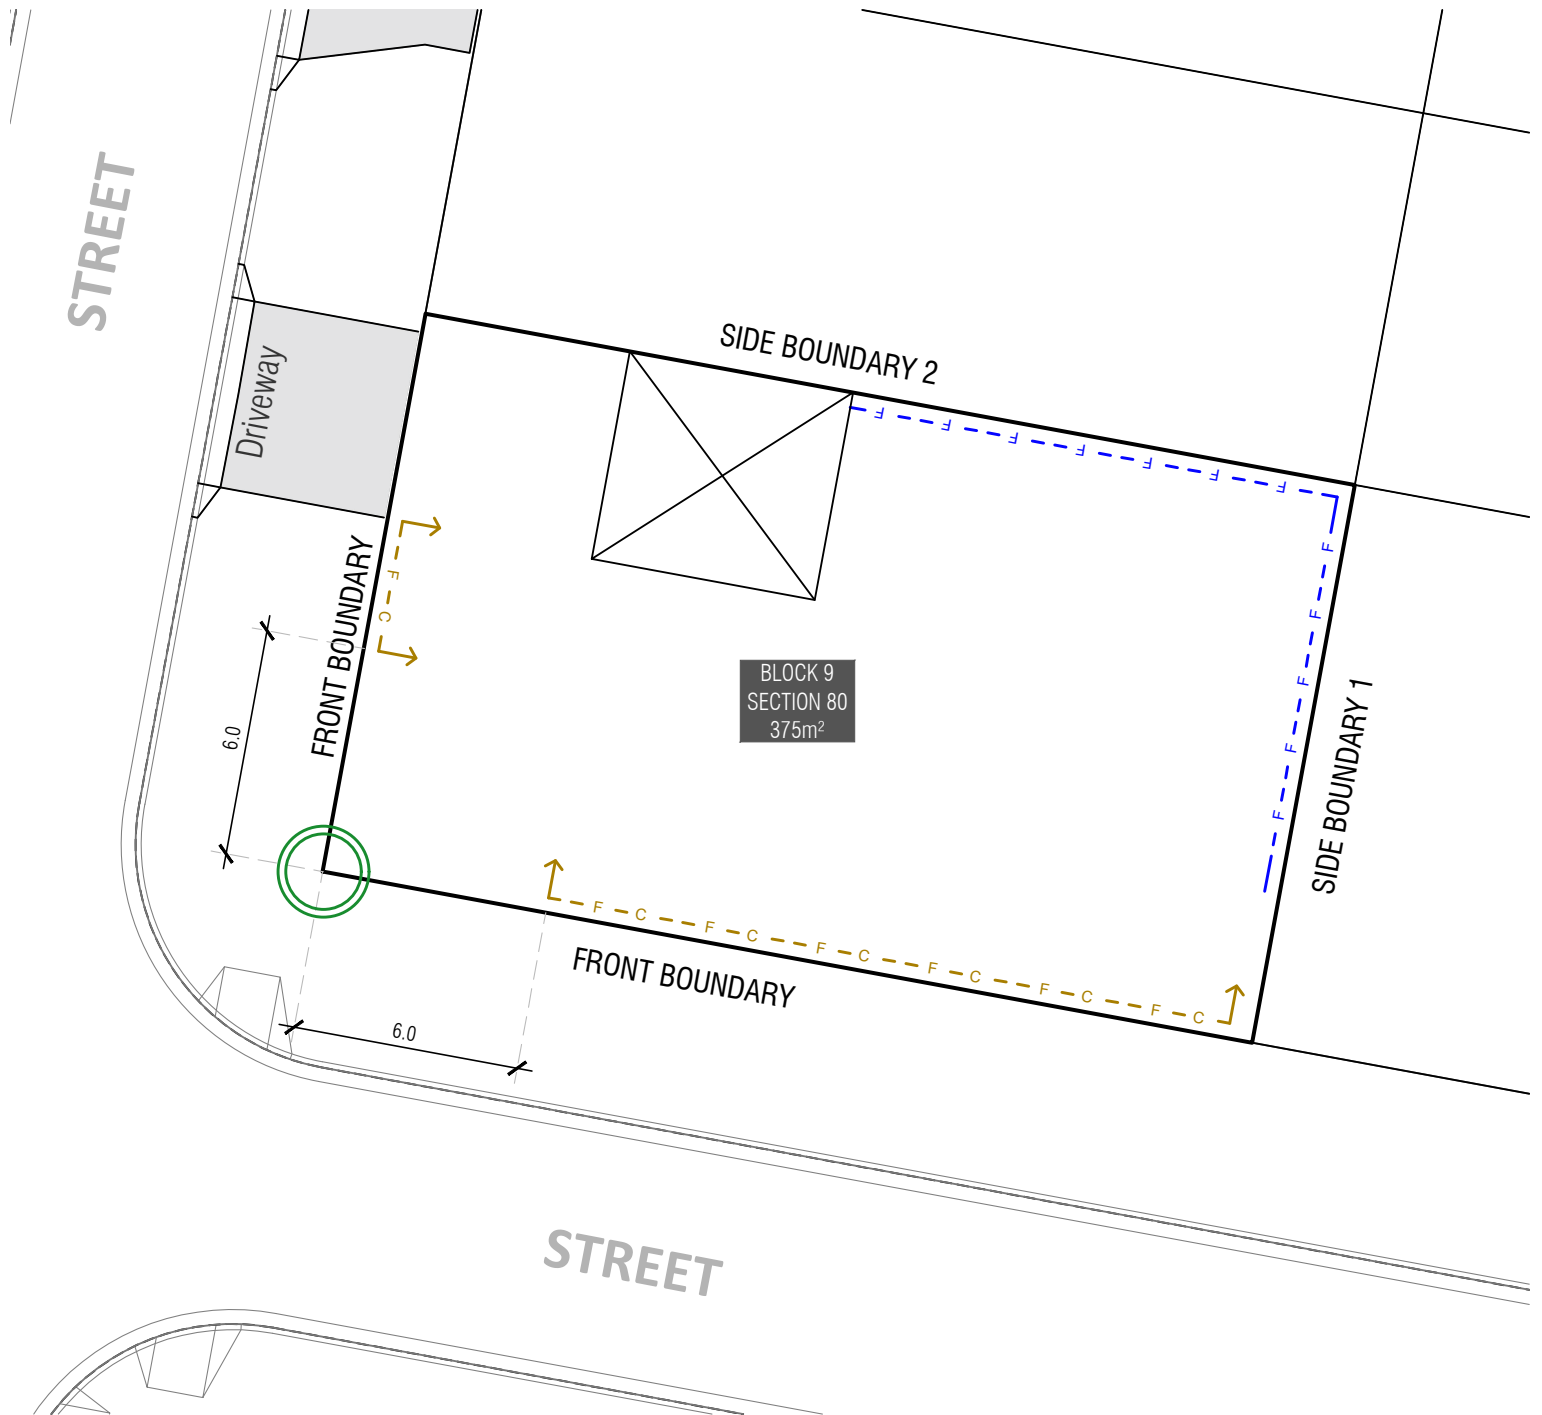 STREET
SIDE BOUNDARY 2
Driveway
F F F F F F F
FRONT BOUNDARY
F C
F F F F F
6.0
BLOCK 9
SECTION 80
375m²
SIDE BOUNDARY 1
F C F C F C F C F C F C
FRONT BOUNDARY
6.0
STREET